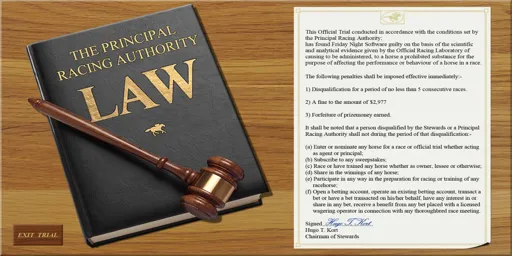 THE PRINCIPAL
RACING AUTHORITY
LAW
EXIT TRIAL
This Official Trial conducted in accordance with the conditions set by
the Principal Racing Authority;
has found Friday Night Software guilty on the basis of the scientific
and analytical evidence given by the Official Racing Laboratory of
causing to be administered, to a horse a prohibited substance for the
purpose of affecting the performance or behaviour of a horse in a race.
The following penalties shall be imposed effective immediately:-
1) Disqualification for a period of no less than 5 consecutive races.
2) A fine to the amount of $2,977
3) Forfeiture of prizemoney earned.
It shall be noted that a person disqualified by the Stewards or a Principal
Racing Authority shall not during the period of that disqualification:-
(a) Enter or nominate any horse for a race or official trial whether acting
as agent or principal;
(b) Subscribe to any sweepstakes;
(c) Race or have trained any horse whether as owner, lessee or otherwise;
(d) Share in the winnings of any horse;
(e) Participate in any way in the preparation for racing or training of any
racehorse;
(f) Open a betting account, operate an existing betting account, transact a
bet or have a bet transacted on his/her behalf, have any interest in or
share in any bet, receive a benefit from any bet placed with a licensed
wagering operator in connection with any thoroughbred race meeting.
Signed Hugo T. Kort
Hugo T. Kort
Chairman of Stewards